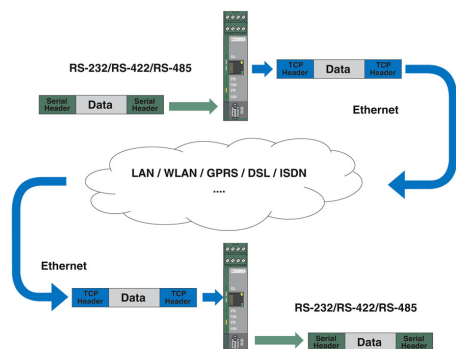 RS-232/RS-422/RS-485
TCP
Header
Data
TCP
Header
Serial
Header
Data
Serial
Header
Ethernet
LAN / WLAN / GPRS / DSL / ISDN
....
Ethernet
TCP
Header
Data
TCP
Header
RS-232/RS-422/RS-485
Serial
Header
Data
Serial
Header